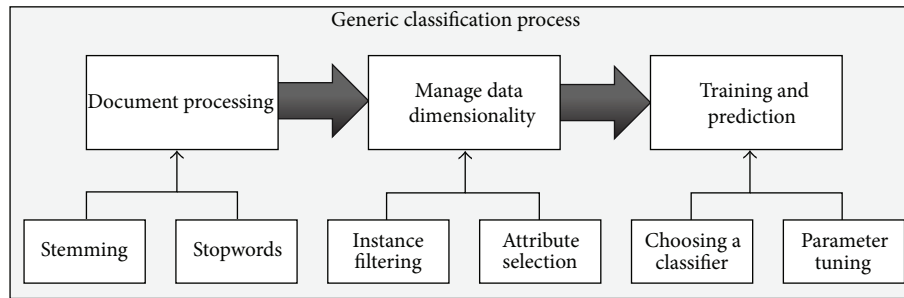 Generic classification process
Document processing
Manage data
dimensionality
Training and
prediction
Stemming
Stopwords
Instance
filtering
Attribute
selection
Choosing a
classifier
Parameter
tuning